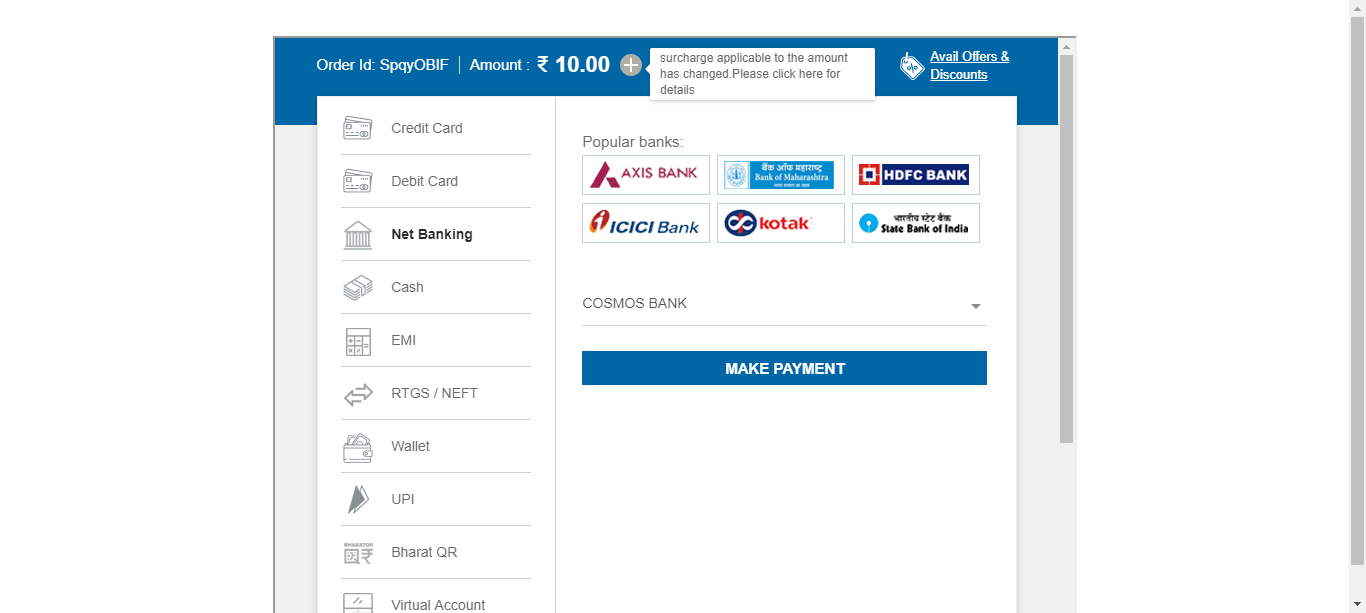 Order Id: SpqyOBIF Amount : ₹ 10.00
surcharge applicable to the amount
has changed.Please click here for
details
Avail Offers &
Discounts
Credit Card
Debit Card
Net Banking
Cash
EMI
RTGS / NEFT
Wallet
UPI
BHARATQR
Bharat QR
Virtual Account
Popular banks:
AXIS BANK
बैंक ऑफ महाराष्ट्र
Bank of Maharashtra
HDFC BANK
ICICI Bank
kotak
भारतीय स्टेट बैंक
State Bank of India
COSMOS BANK
MAKE PAYMENT